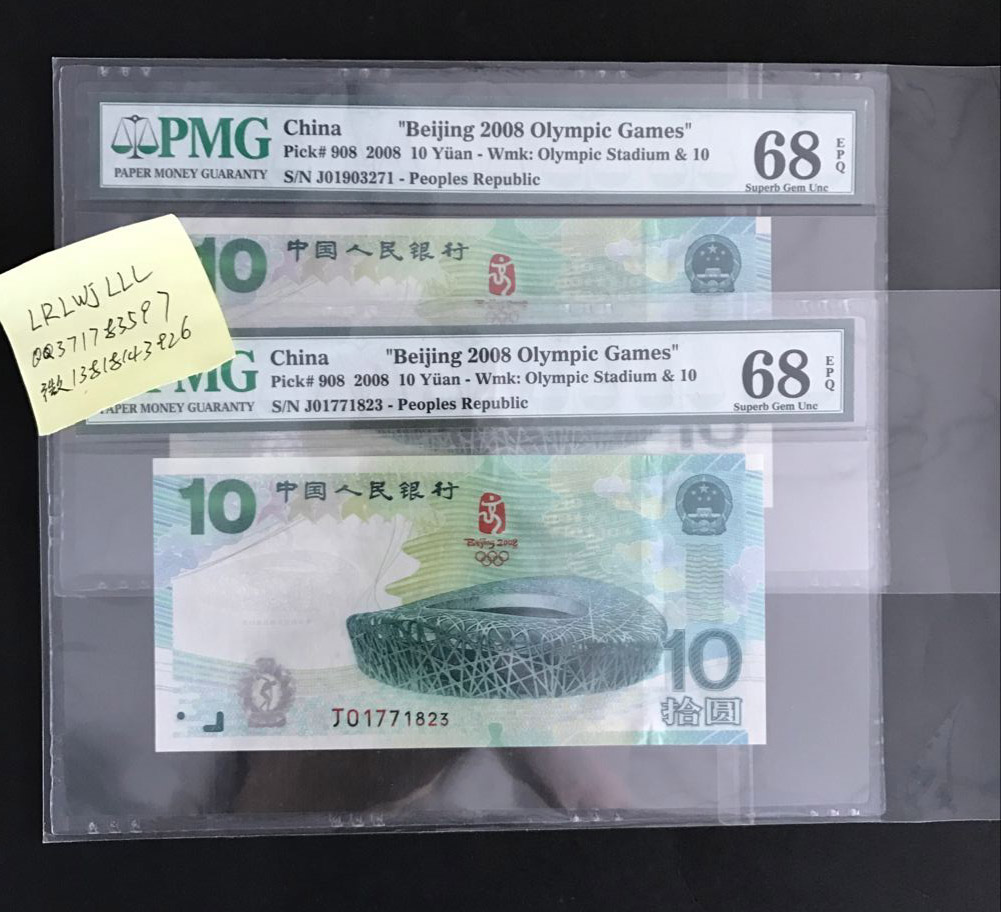 PMG
PAPER MONEY GUARANTY
China "Beijing 2008 Olympic Games"
Pick# 908 2008 10 Yüan - Wmk: Olympic Stadium & 10
S/N J01903271 - Peoples Republic
68
EPQ
Superb Gem Unc
10 中国人民银行
LRLWJLLL
QQ371783597
微13818143926
MG
APER MONEY GUARANTY
China "Beijing 2008 Olympic Games"
Pick# 908 2008 10 Yüan - Wmk: Olympic Stadium & 10
S/N J01771823 - Peoples Republic
68
EPQ
Superb Gem Unc
10
10 中国人民银行
Beijing 2008
10
拾圆
J01771823